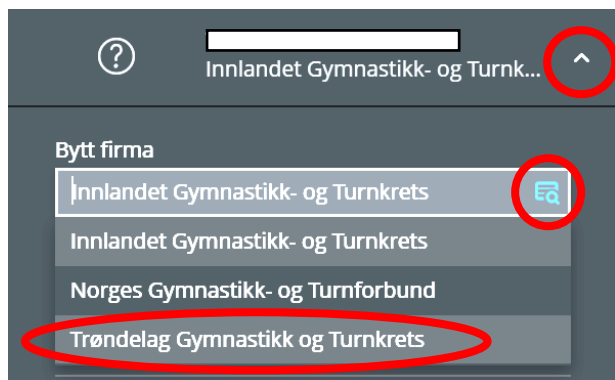 ?
Innlandet Gymnastikk- og Turnk...
Bytt firma
Innlandet Gymnastikk- og Turnkrets
Innlandet Gymnastikk- og Turnkrets
Norges Gymnastikk- og Turnforbund
Trøndelag Gymnastikk og Turnkrets